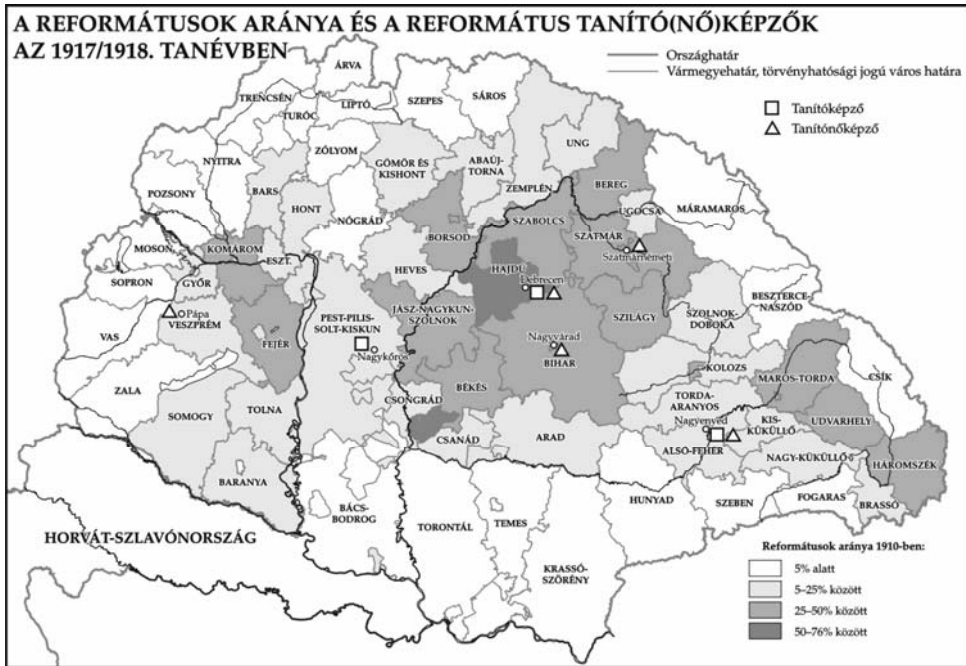 A REFORMÁTUSOK ARÁNYA ÉS A REFORMÁTUS TANÍTÓ(NŐ)KÉPZŐK
AZ 1917/1918. TANÉVBEN
Országhatár
Vármegyehatár, törvényhatósági jogú város határa
Tanítóképző
Tanítónőképző
ÁRVA
TRENCSÉN
LIPTÓ
SZEPES
SÁROS
TURÓC
ZÓLYOM
NYITRA
POZSONY
BARS
HONT
GÖMÖR ÉS
KISHONT
ABAÚJ-
TORNA
ZEMPLÉN
UNG
BEREG
UGOCSA
MÁRAMAROS
NÓGRÁD
BORSOD
SZABOLCS
SZATMÁR
Szatmárnémeti
MOSON
KOMÁROM
ESZT.
SOPRON
GYŐR
HEVES
HAJDÚ
Debrecen
Pápa
VESZPRÉM
VAS
FEJÉR
PEST-PILIS-
SOLT-KISKUN
Nagykőrös
JÁSZ-NAGYKUN-
SZOLNOK
Nagyvárad
BIHAR
SZILÁGY
SZOLNOK-
DOBOKA
BESZTERCE-
NASZÓD
ZALA
SOMOGY
TOLNA
CSONGRÁD
BÉKÉS
KOLOZS
MAROS-TORDA
CSÍK
TORDA-
ARANYOS
Nagyenyed
KIS-
KÜKÜLLŐ
UDVARHELY
CSANÁD
ARAD
ALSÓ-FEHÉR
NAGY-KÜKÜLLŐ
HÁROMSZÉK
BARANYA
BÁCS-
BODROG
TORONTÁL
TEMES
HUNYAD
SZEBEN
FOGARAS
BRASSÓ
HORVÁT-SZLAVÓNORSZÁG
KRASSÓ-
SZÖRÉNY
Reformátusok aránya 1910-ben:
5% alatt
5–25% között
25–50% között
50–76% között